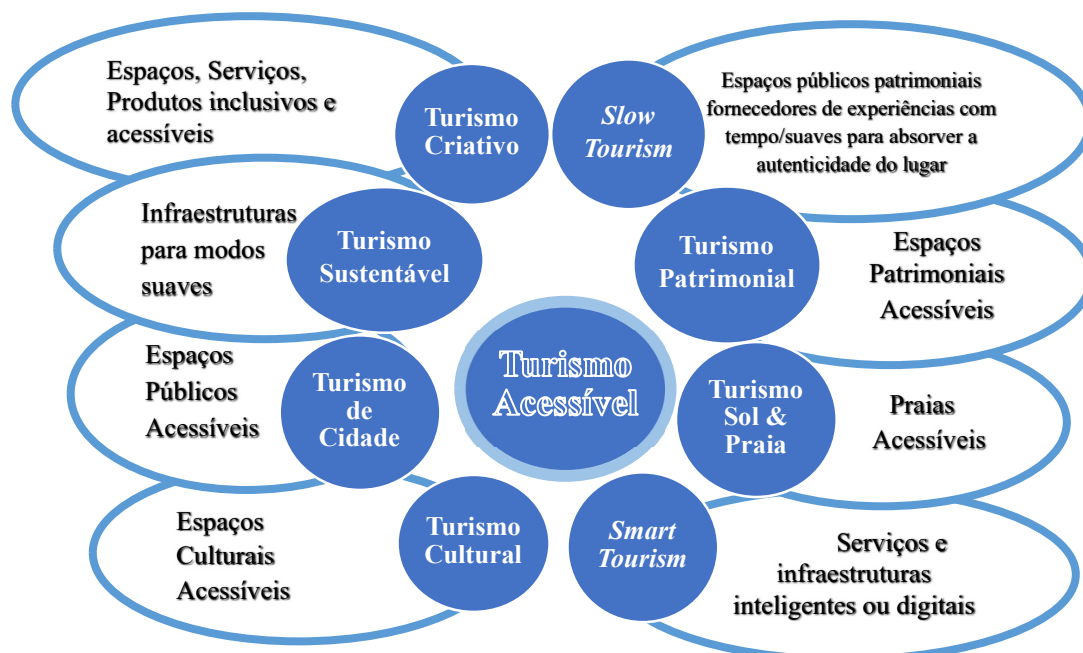 Espaços, Serviços,
Produtos inclusivos e
acessíveis
Turismo
Criativo
Slow
Tourism
Espaços públicos patrimoniais
fornecedores de experiências com
tempo/suaves para absorver a
autenticidade do lugar
Infraestruturas
para modos
suaves
Turismo
Sustentável
Turismo
Patrimonial
Espaços
Patrimoniais
Acessíveis
Espaços
Públicos
Acessíveis
Turismo
de
Cidade
Turismo
Acessível
Turismo
Sol &
Praia
Praias
Acessíveis
Espaços
Culturais
Acessíveis
Turismo
Cultural
Smart
Tourism
Serviços e
infraestruturas
inteligentes ou digitais